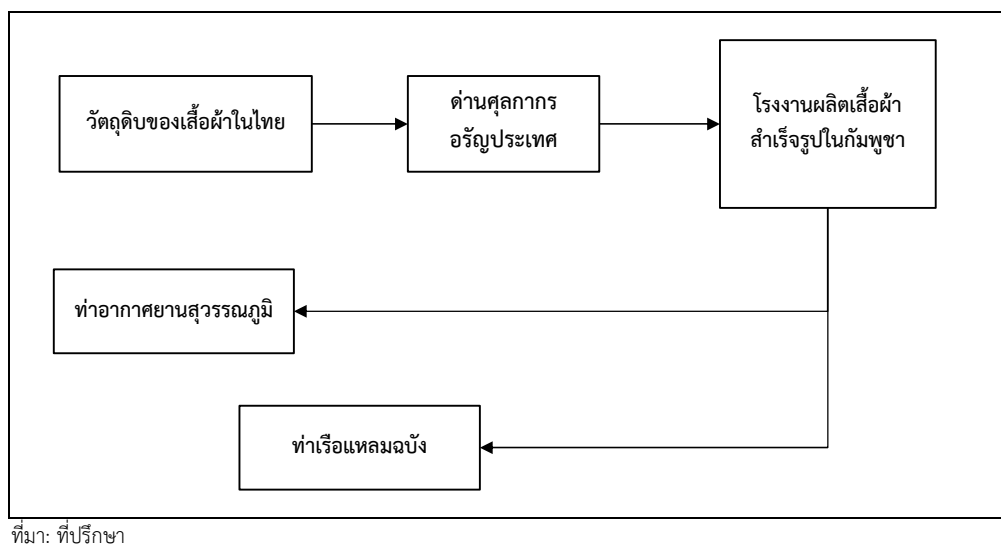 วัตถุดิบของเสื้อผ้าในไทย
ด่านศุลกากร
อรัญประเทศ
โรงงานผลิตเสื้อผ้า
สำเร็จรูปในกัมพูชา
ท่าอากาศยานสุวรรณภูมิ
ท่าเรือแหลมฉบัง
ที่มา: ที่ปรึกษา